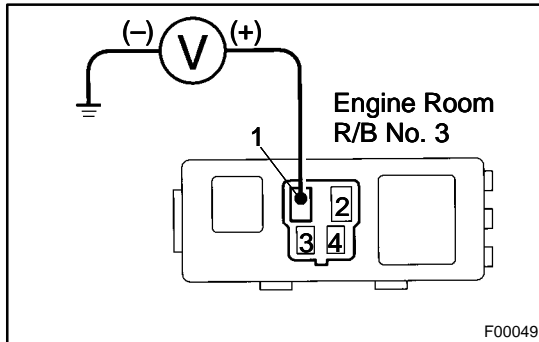 (−) V (+)
Engine Room
R/B No. 3
1
2
3 4
F00049